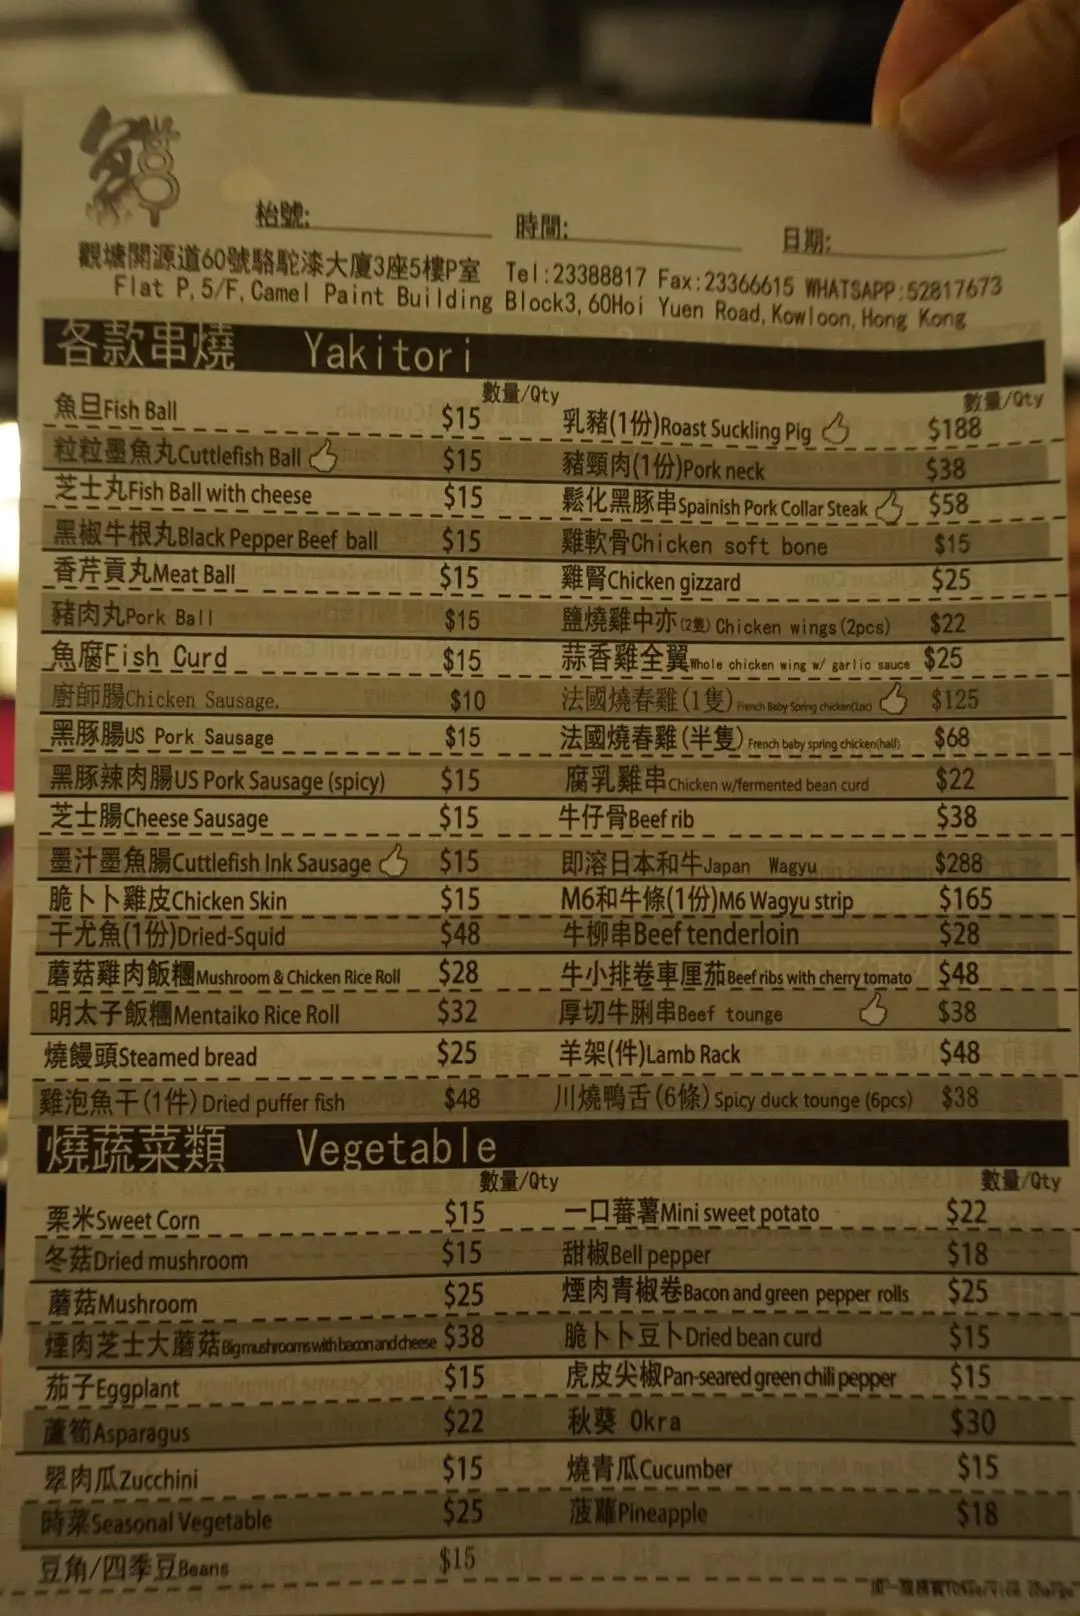 枱號:
時間:
日期:
觀塘開源道60號駱駝漆大廈3座5樓P室 Tel:23388817 Fax:23366615 WHATSAPP:52817673
Flat P,5/F,Camel Paint Building Block3,60Hoi Yuen Road,Kowloon,Hong Kong
各款串燒 Yakitori
數量/Qty
魚旦Fish Ball $15
粒粒墨魚丸Cuttlefish Ball $15
芝士丸Fish Ball with cheese $15
黑椒牛根丸Black Pepper Beef ball $15
香芹貢丸Meat Ball $15
豬肉丸Pork Ball $15
魚腐Fish Curd $15
廚師腸Chicken Sausage. $10
黑豚腸US Pork Sausage $15
黑豚辣肉腸US Pork Sausage (spicy) $15
芝士腸Cheese Sausage $15
墨汁墨魚腸Cuttlefish Ink Sausage $15
脆卜卜雞皮Chicken Skin $15
干尤魚(1份)Dried-Squid $48
蘑菇雞肉飯糰Mushroom & Chicken Rice Roll $28
明太子飯糰Mentaiko Rice Roll $32
燒饅頭Steamed bread $25
雞泡魚干(1件)Dried puffer fish $48
數量/Qty
乳豬(1份)Roast Suckling Pig $188
豬頸肉(1份)Pork neck $38
鬆化黑豚串Spainish Pork Collar Steak $58
雞軟骨Chicken soft bone $15
雞腎Chicken gizzard $25
鹽燒雞中亦(2隻)Chicken wings(2pcs) $22
蒜香雞全翼Whole chicken wing w/ garlic sauce $25
法國燒春雞(1隻)French Baby Spring chicken(1pc) $125
法國燒春雞(半隻)French baby spring chicken(half) $68
腐乳雞串Chicken w/fermented bean curd $22
牛仔骨Beef rib $38
即溶日本和牛Japan Wagyu $288
M6和牛條(1份)M6 Wagyu strip $165
牛柳串Beef tenderloin $28
牛小排卷車厘茄Beef ribs with cherry tomato $48
厚切牛脷串Beef tounge $38
羊架(件)Lamb Rack $48
川燒鴨舌(6條)Spicy duck tounge (6pcs) $38
燒蔬菜類 Vegetable
數量/Qty
栗米Sweet Corn $15
冬菇Dried mushroom $15
蘑菇Mushroom $25
煙肉芝士大蘑菇Big mushrooms with bacon and cheese $38
茄子Eggplant $15
蘆筍Asparagus $22
翠肉瓜Zucchini $15
時菜Seasonal Vegetable $25
豆角/四季豆Beans $15
數量/Qty
一口蕃薯Mini sweet potato $22
甜椒Bell pepper $18
煙肉青椒卷Bacon and green pepper rolls $25
脆卜卜豆卜Dried bean curd $15
虎皮尖椒Pan-seared green chili pepper $15
秋葵 Okra $30
燒青瓜Cucumber $15
菠蘿Pineapple $18